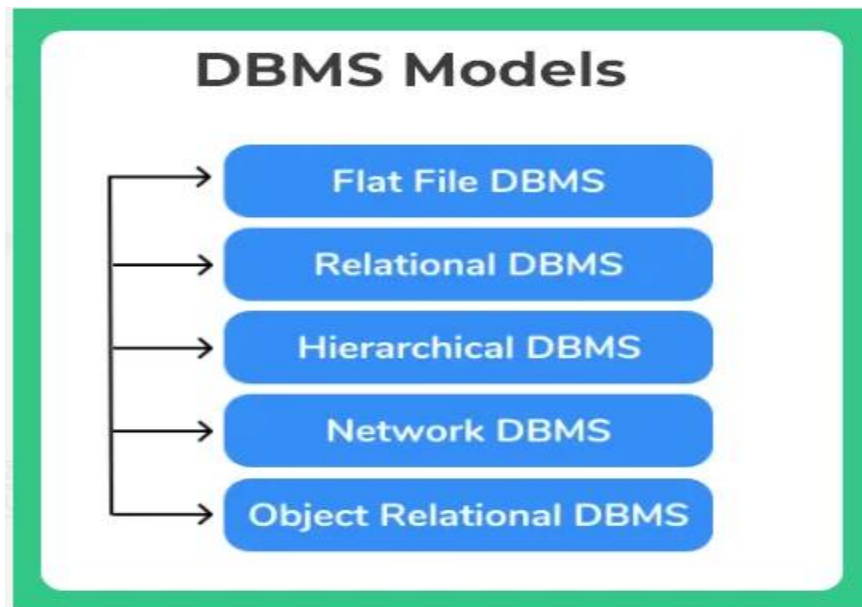 DBMS Models
Flat File DBMS
Relational DBMS
Hierarchical DBMS
Network DBMS
Object Relational DBMS